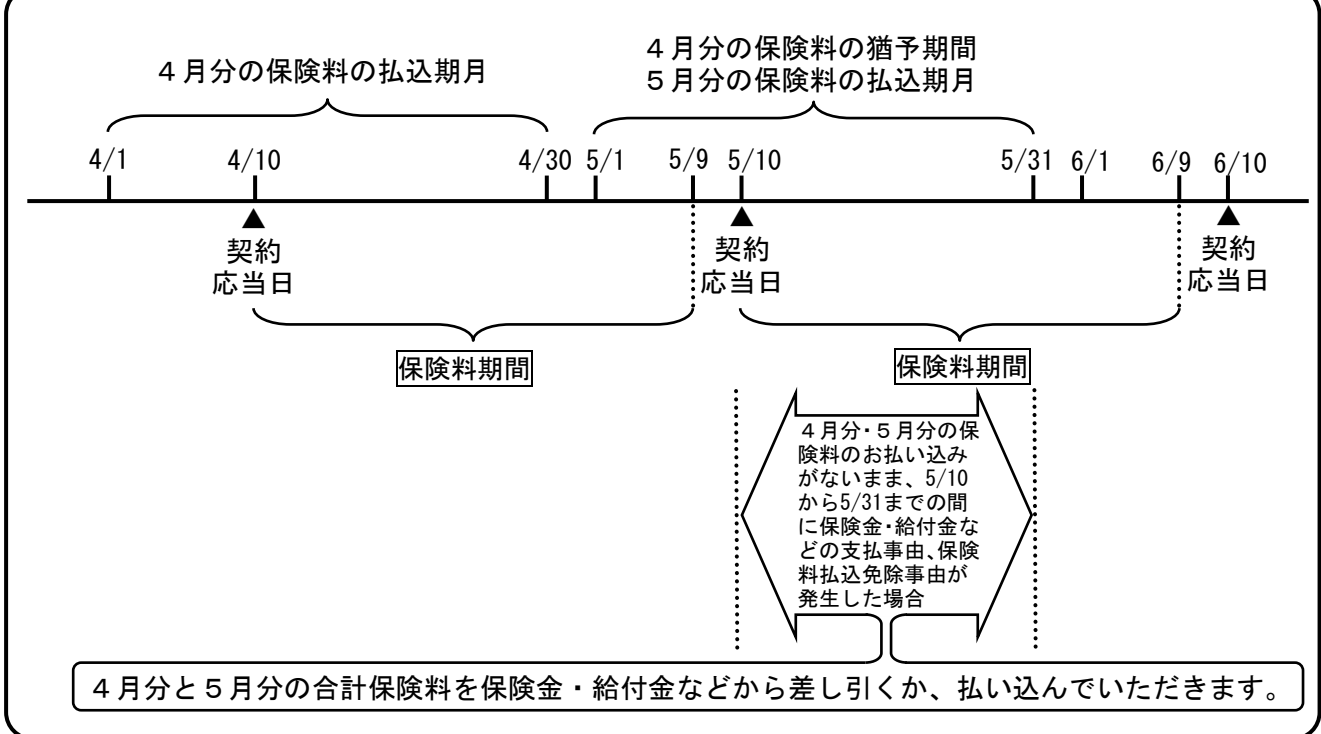 ４月分の保険料の払込期月
４月分の保険料の猶予期間
５月分の保険料の払込期月
4/1
4/10
4/30
5/1
5/9
5/10
5/31
6/1
6/9
6/10
▲
契約
応当日
▲
契約
応当日
▲
契約
応当日
保険料期間
保険料期間
４月分・５月分の保
険料のお払い込み
がないまま、5/10
から5/31までの間
に保険金・給付金な
どの支払事由、保険
料払込免除事由が
発生した場合
４月分と５月分の合計保険料を保険金・給付金などから差し引くか、払い込んでいただきます。